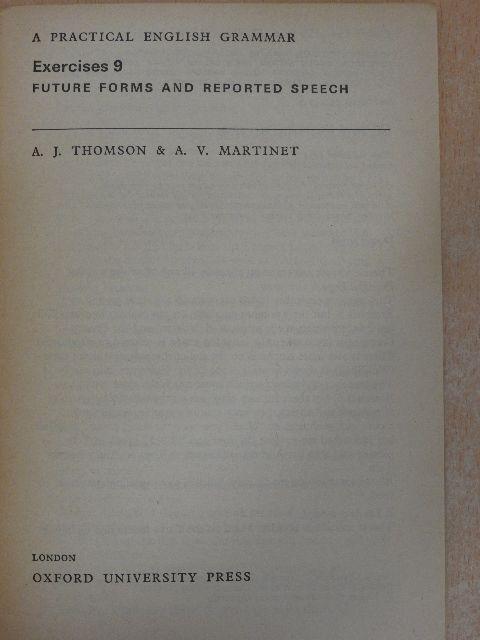 A PRACTICAL ENGLISH GRAMMAR
Exercises 9
FUTURE FORMS AND REPORTED SPEECH
A. J. THOMSON & A. V. MARTINET
LONDON
OXFORD UNIVERSITY PRESS